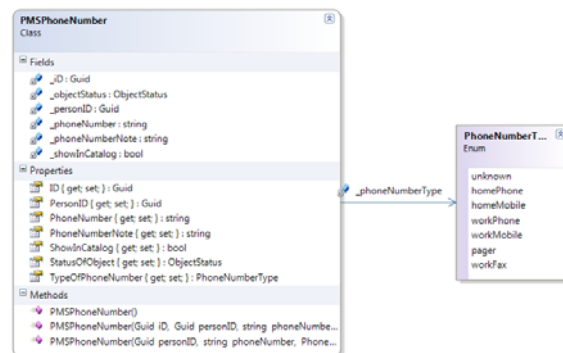 PMSPhoneNumber
Class
Fields
_iD : Guid
_objectStatus : ObjectStatus
_personID : Guid
_phoneNumber : string
_phoneNumberNote : string
_showInCatalog : bool
Properties
ID { get; set; } : Guid
PersonID { get; set; } : Guid
PhoneNumber { get; set; } : string
PhoneNumberNote { get; set; } : string
ShowInCatalog { get; set; } : bool
StatusOfObject { get; set; } : ObjectStatus
TypeOfPhoneNumber { get; set; } : PhoneNumberType
Methods
PMSPhoneNumber()
PMSPhoneNumber(Guid iD, Guid personID, string phoneNumbe...
PMSPhoneNumber(Guid personID, string phoneNumber, Phone...
_phoneNumberType
PhoneNumberT...
Enum
unknown
homePhone
homeMobile
workPhone
workMobile
pager
workFax